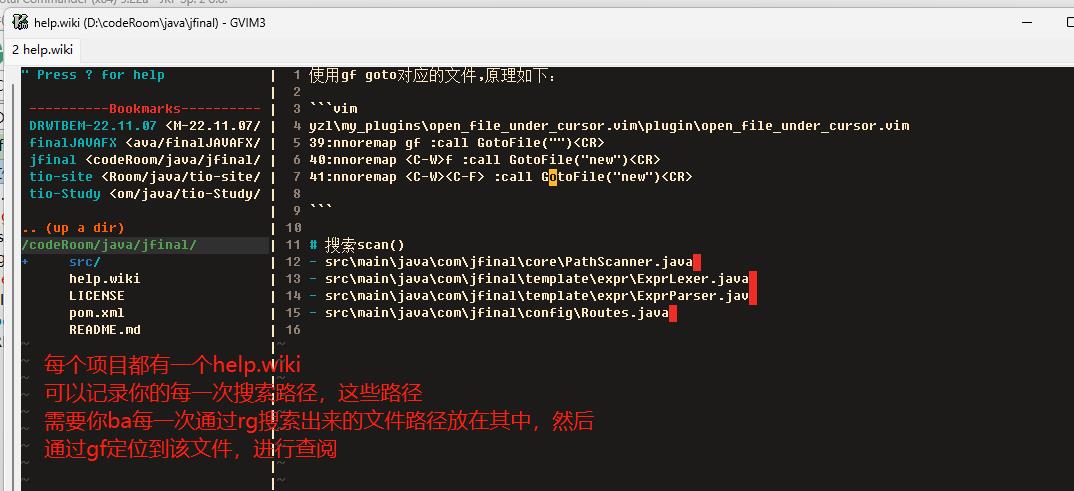 help.wiki (D:\codeRoom\java\jfinal) - GVIM3
2 help.wiki
" Press ? for help
----------Bookmarks----------
DRWTBEM-22.11.07 <M-22.11.07/
finalJAVAFX <ava/finalJAVAFX/
jfinal <codeRoom/java/jfinal/
tio-site <Room/java/tio-site/
tio-Study <om/java/tio-Study/
.. (up a dir)
/codeRoom/java/jfinal/
+ src/
help.wiki
LICENSE
pom.xml
README.md
~
~
~
~
~
~
~
~
~
1 使用gf goto对应的文件,原理如下：
2
3 ```vim
4 yzl\my_plugins\open_file_under_cursor.vim\plugin\open_file_under_cursor.vim
5 39:nnoremap gf :call GotoFile("")<CR>
6 40:nnoremap <C-W>f :call GotoFile("new")<CR>
7 41:nnoremap <C-W><C-F> :call GotoFile("new")<CR>
8
9 ```
10
11 # 搜索scan()
12 - src\main\java\com\jfinal\core\PathScanner.java
13 - src\main\java\com\jfinal\template\expr\ExprLexer.java
14 - src\main\java\com\jfinal\template\expr\ExprParser.jav
15 - src\main\java\com\jfinal\config\Routes.java
16
每个项目都有一个help.wiki
可以记录你的每一次搜索路径，这些路径
需要你ba每一次通过rg搜索出来的文件路径放在其中，然后
通过gf定位到该文件，进行查阅